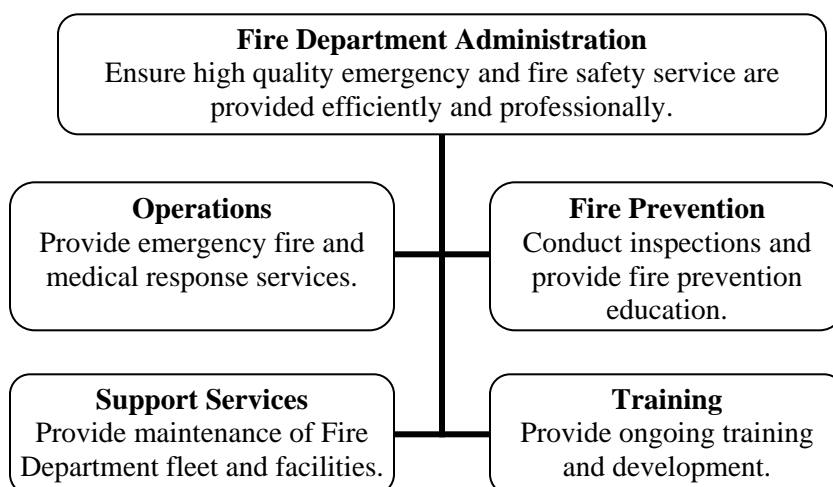 Fire Department Administration
Ensure high quality emergency and fire safety service are
provided efficiently and professionally.
Operations
Provide emergency fire and
medical response services.
Fire Prevention
Conduct inspections and
provide fire prevention
education.
Support Services
Provide maintenance of Fire
Department fleet and facilities.
Training
Provide ongoing training
and development.